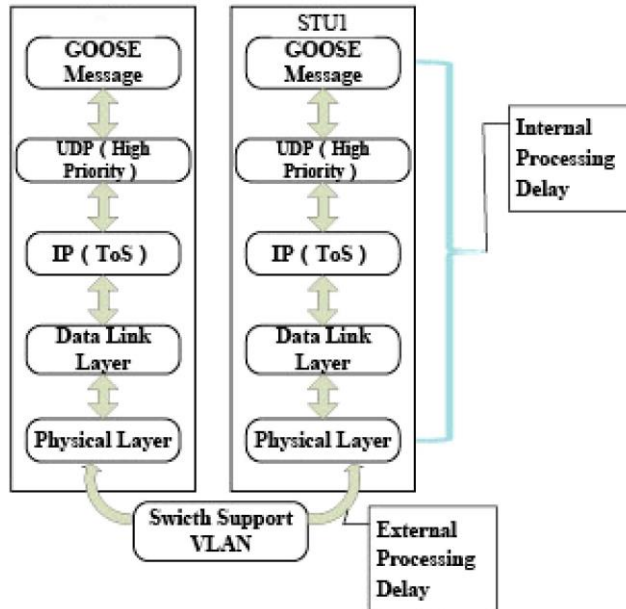 GOOSE
Message
UDP ( High
Priority )
IP ( ToS )
Data Link
Layer
Physical Layer
STU1
GOOSE
Message
UDP ( High
Priority )
IP ( ToS )
Data Link
Layer
Physical Layer
Swicth Support
VLAN
Internal
Processing
Delay
External
Processing
Delay